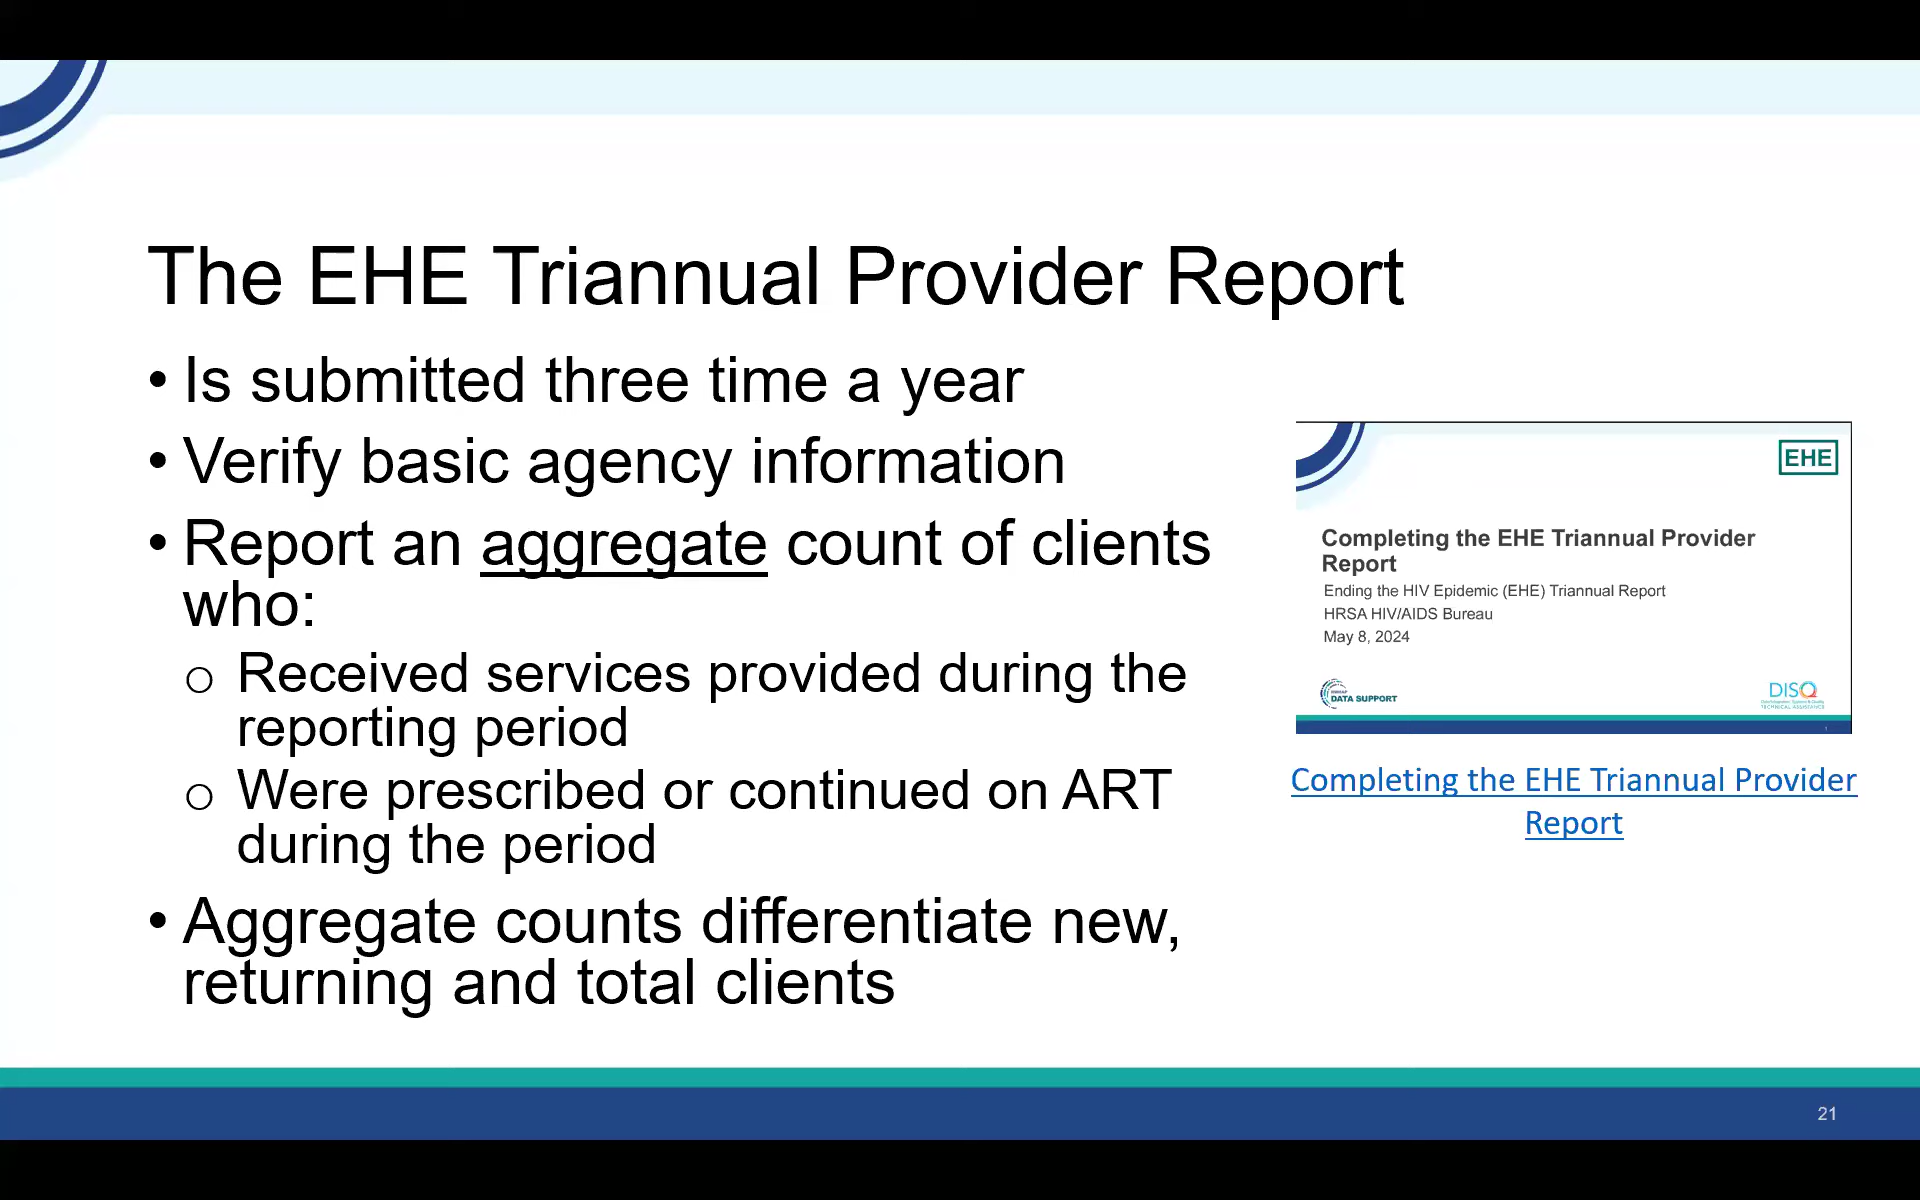 The EHE Triannual Provider Report
• Is submitted three time a year
• Verify basic agency information
• Report an aggregate count of clients
who:
o Received services provided during the
reporting period
o Were prescribed or continued on ART
during the period
• Aggregate counts differentiate new,
returning and total clients
EHE
Completing the EHE Triannual Provider
Report
Ending the HIV Epidemic (EHE) Triannual Report
HRSA HIV/AIDS Bureau
May 8, 2024
DATA SUPPORT
DISQ
TECHNICAL ASSISTANCE
Completing the EHE Triannual Provider
Report
21